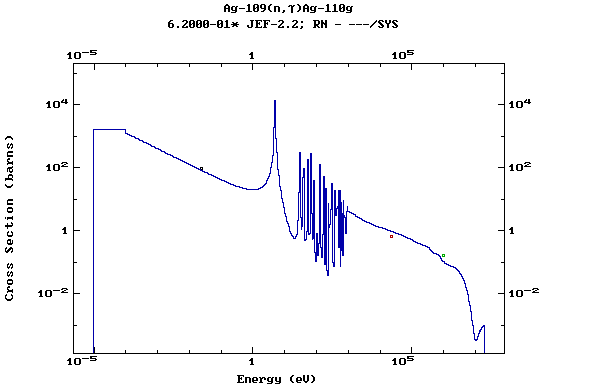 Ag-109(n,γ)Ag-110g
6.2000-01* JEF-2.2; RN - ---/SYS
10⁻⁵ 1 10⁵
10⁴ 10⁴
10² 10²
1 1
10⁻² 10⁻²
Cross Section (barns)
10⁻⁵ 1 10⁵
Energy (eV)